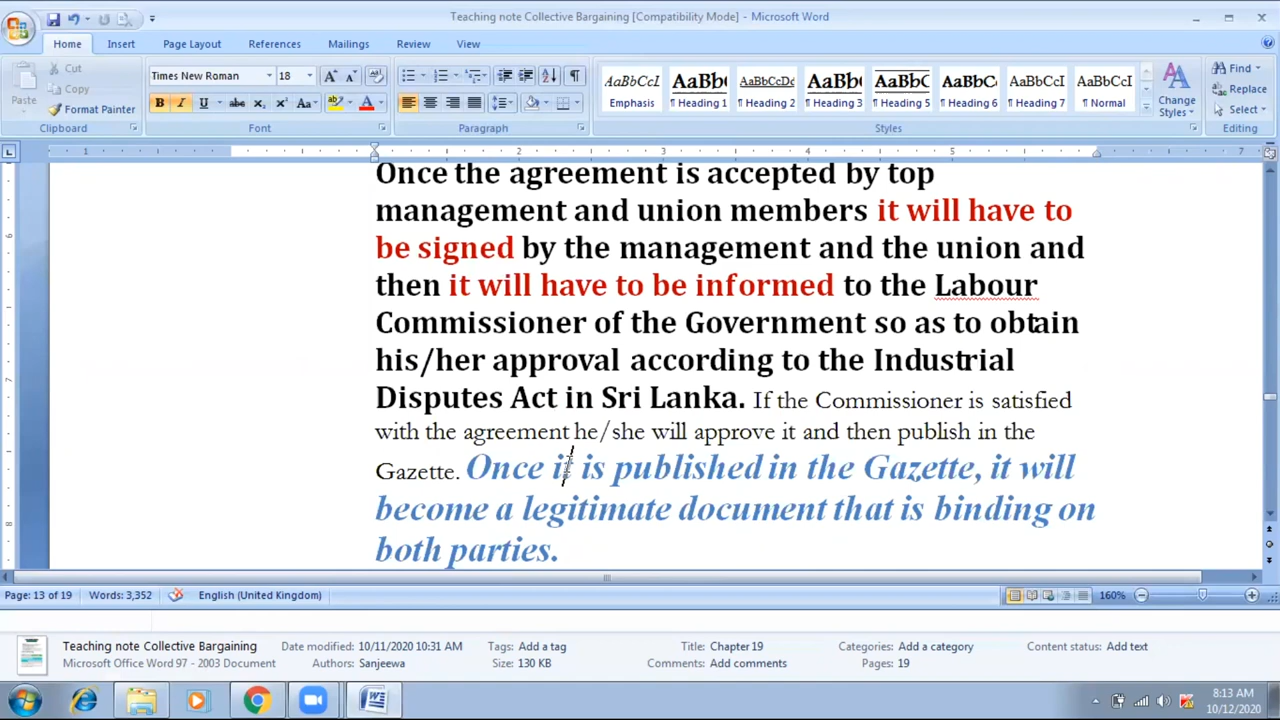 Teaching note Collective Bargaining [Compatibility Mode] - Microsoft Word
Home Insert Page Layout References Mailings Review View
Cut
Copy
Format Painter
Paste
Clipboard
Times New Roman 18
Font
Paragraph
AaBbCcI AaBb( AaBbCcDc AaBb( AaBbC AaBbC AaBbCcI AaBbCcI
Emphasis ¶ Heading 1 ¶ Heading 2 ¶ Heading 3 ¶ Heading 5 ¶ Heading 6 ¶ Heading 7 ¶ Normal
Change
Styles
Styles
Find
Replace
Select
Editing
1 2 3 4 5 6 7
Once the agreement is accepted by top
management and union members it will have to
be signed by the management and the union and
then it will have to be informed to the Labour
Commissioner of the Government so as to obtain
his/her approval according to the Industrial
Disputes Act in Sri Lanka. If the Commissioner is satisfied
with the agreement he/she will approve it and then publish in the
Gazette. Once it is published in the Gazette, it will
become a legitimate document that is binding on
both parties.
Page: 13 of 19 Words: 3,352 English (United Kingdom) 160%
Teaching note Collective Bargaining Date modified: 10/11/2020 10:31 AM Tags: Add a tag Title: Chapter 19 Categories: Add a category Content status: Add text
Microsoft Office Word 97 - 2003 Document Authors: Sanjeewa Size: 130 KB Comments: Add comments Pages: 19
8:13 AM
10/12/2020